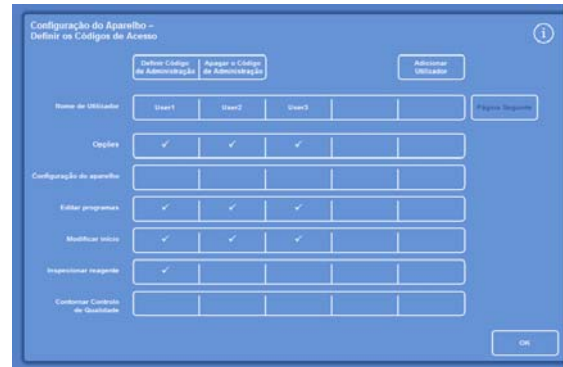 Configuração do Aparelho –
Definir os Códigos de Acesso
Definir Código
de Administração
Apagar o Código
de Administração
Adicionar
Utilizador
Nome de Utilizador
User1
User2
User3
Página Seguinte
Opções
Configuração do aparelho
Editar programas
Modificar início
Inspecionar reagente
Contornar Controlo
de Qualidade
OK